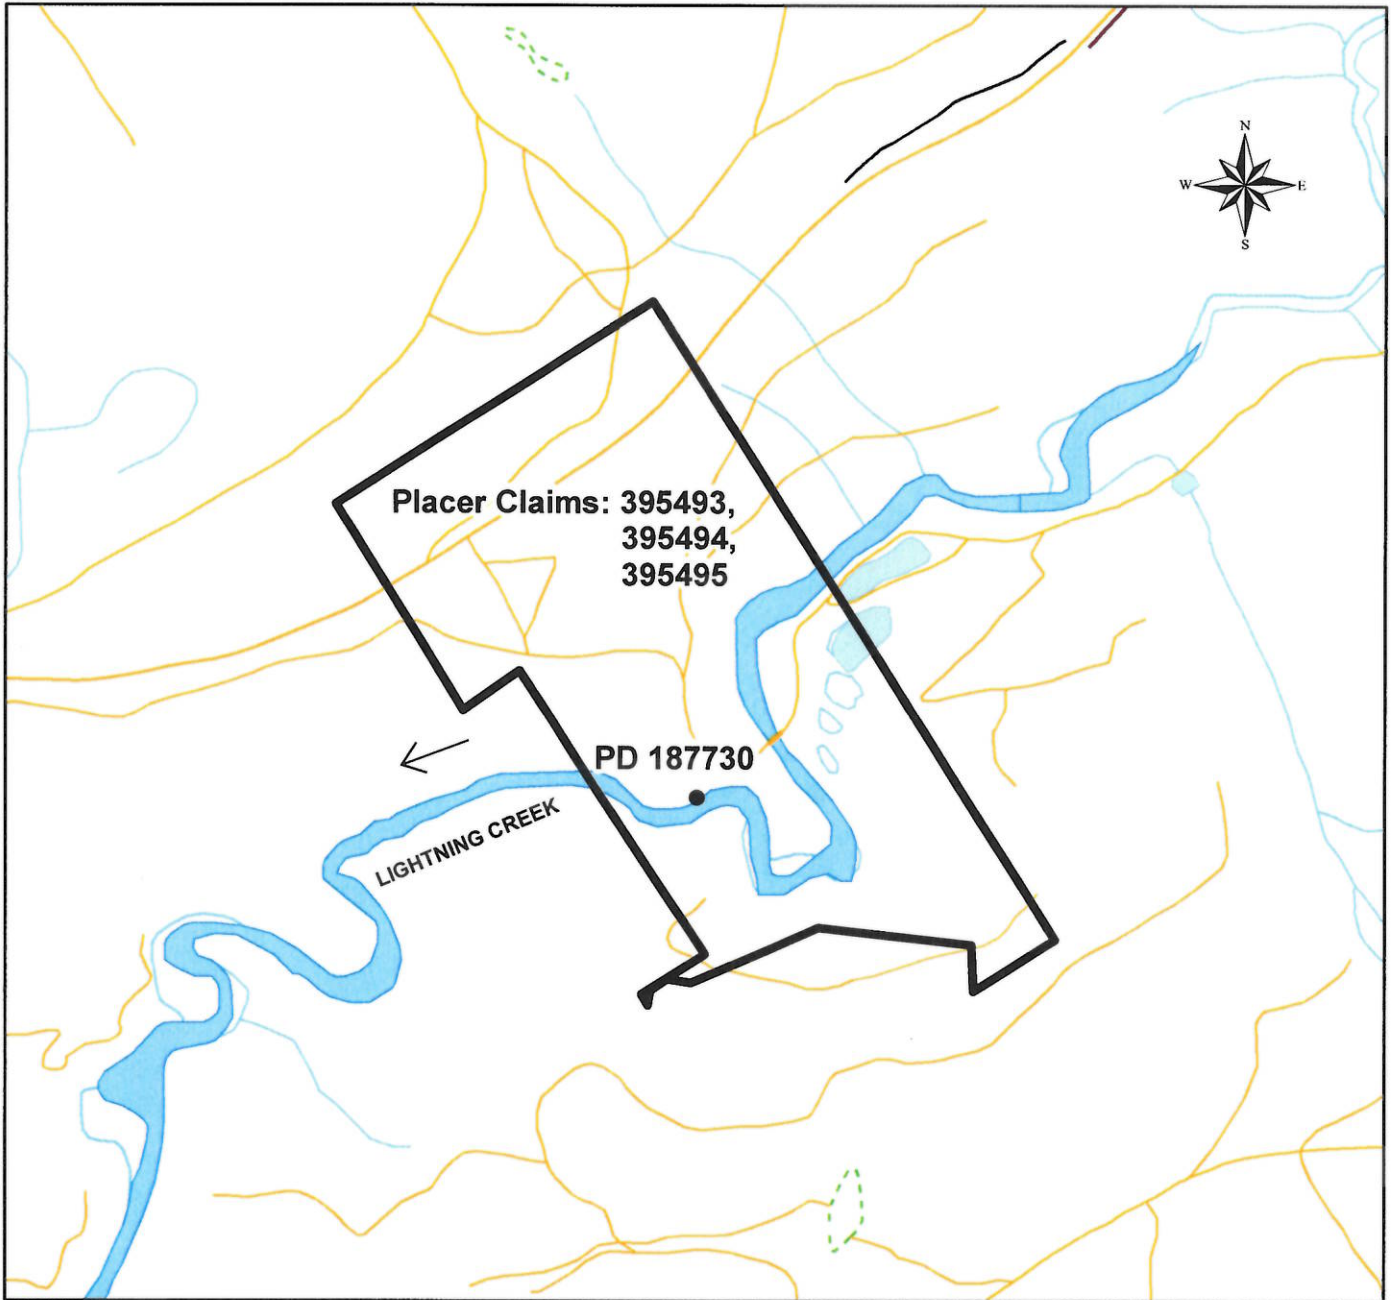 N
W E
S
Placer Claims: 395493,
395494,
395495
PD 187730
LIGHTNING CREEK